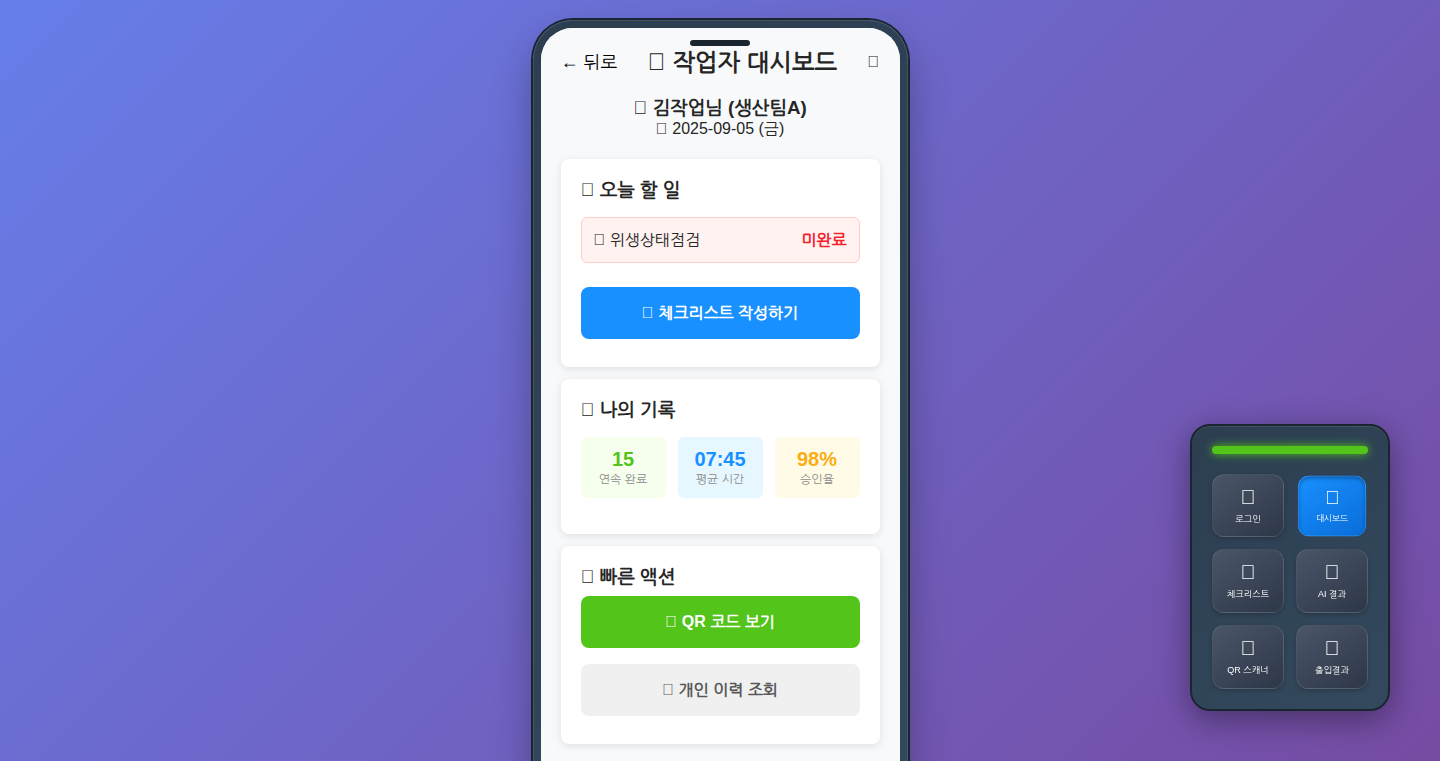 ← 뒤로
작업자 대시보드
김작업님 (생산팀A)
2025-09-05 (금)
오늘 할 일
위생상태점검 미완료
체크리스트 작성하기
나의 기록
15 07:45 98%
연속 완료 평균 시간 승인율
빠른 액션
QR 코드 보기
개인 이력 조회
로그인 대시보드
체크리스트 AI 결과
QR 스캐너 출입결과